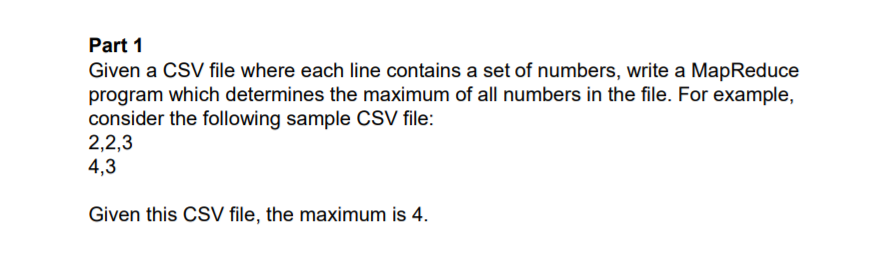 Part 1
Given a CSV file where each line contains a set of numbers, write a MapReduce
program which determines the maximum of all numbers in the file. For example,
consider the following sample CSV file:
2,2,3
4,3
Given this CSV file, the maximum is 4.